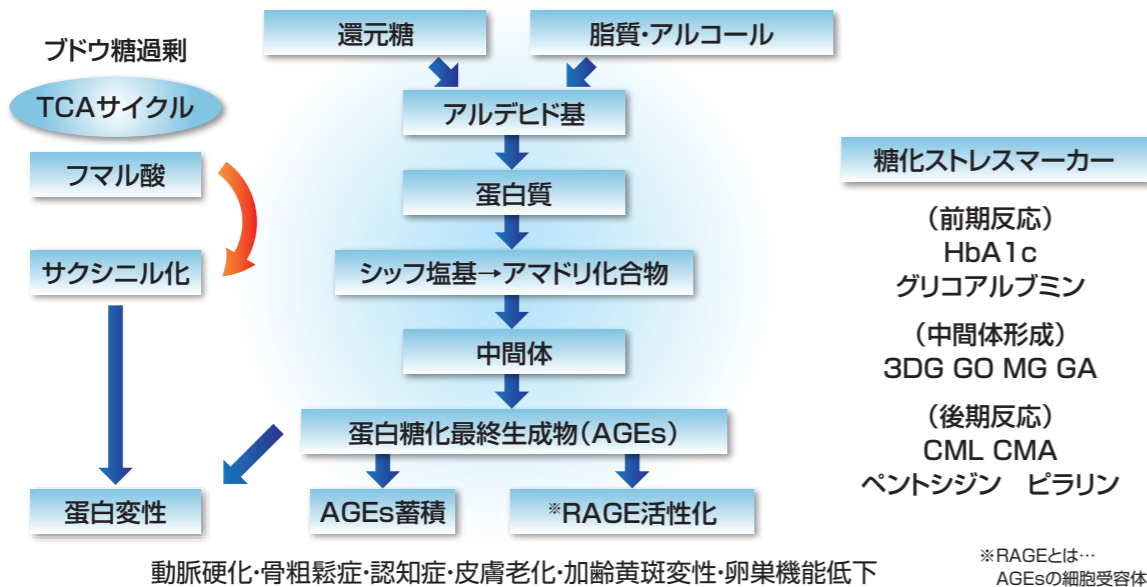 ブドウ糖過剰
TCAサイクル
フマル酸
サクシニル化
蛋白変性
還元糖
脂質・アルコール
アルデヒド基
蛋白質
シッフ塩基→アマドリ化合物
中間体
蛋白糖化最終生成物(AGEs)
AGEs蓄積
※RAGE活性化
糖化ストレスマーカー
(前期反応)
HbA1c
グリコアルブミン
(中間体形成)
3DG GO MG GA
(後期反応)
CML CMA
ペントシジン ピラリン
動脈硬化・骨粗鬆症・認知症・皮膚老化・加齢黄斑変性・卵巣機能低下
※RAGEとは…
AGEsの細胞受容体